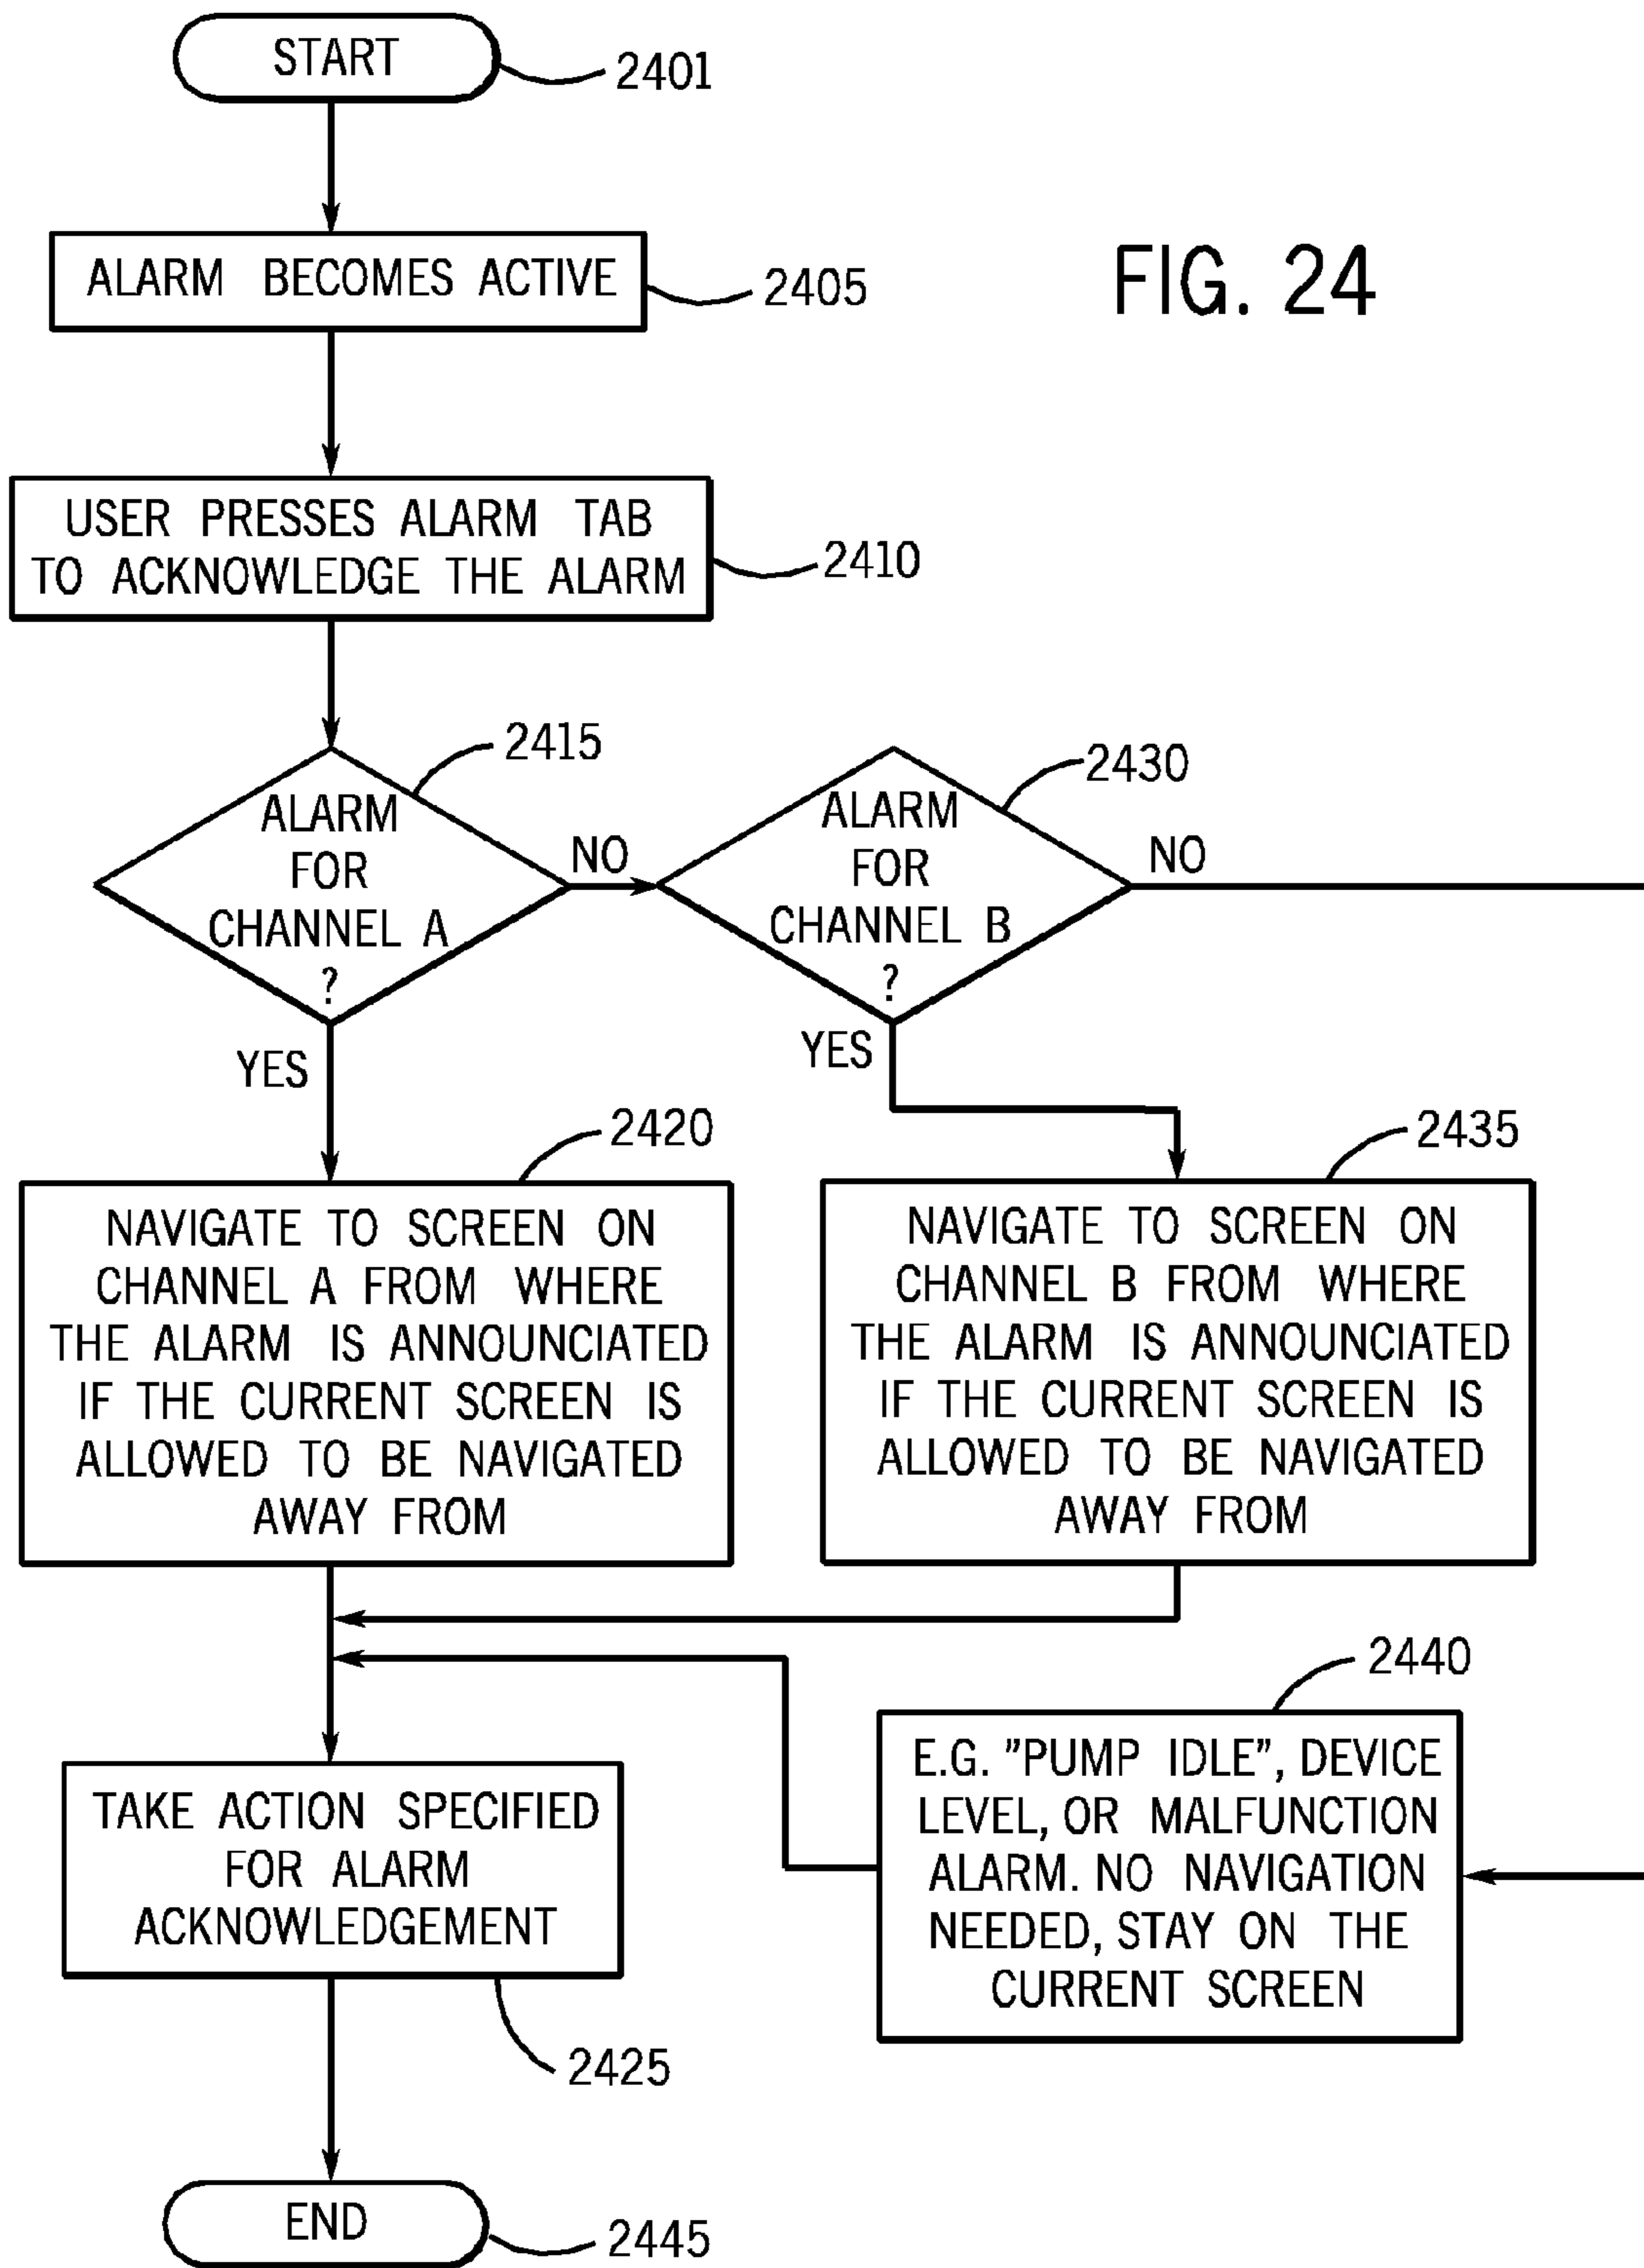 START
2401
ALARM BECOMES ACTIVE
2405
FIG. 24
USER PRESSES ALARM TAB
TO ACKNOWLEDGE THE ALARM
2410
2415
ALARM
FOR
CHANNEL A
?
NO
YES
2430
ALARM
FOR
CHANNEL B
?
NO
YES
2420
NAVIGATE TO SCREEN ON
CHANNEL A FROM WHERE
THE ALARM IS ANNOUNCIATED
IF THE CURRENT SCREEN IS
ALLOWED TO BE NAVIGATED
AWAY FROM
2435
NAVIGATE TO SCREEN ON
CHANNEL B FROM WHERE
THE ALARM IS ANNOUNCIATED
IF THE CURRENT SCREEN IS
ALLOWED TO BE NAVIGATED
AWAY FROM
2440
E.G. "PUMP IDLE", DEVICE
LEVEL, OR MALFUNCTION
ALARM. NO NAVIGATION
NEEDED, STAY ON THE
CURRENT SCREEN
TAKE ACTION SPECIFIED
FOR ALARM
ACKNOWLEDGEMENT
2425
END
2445